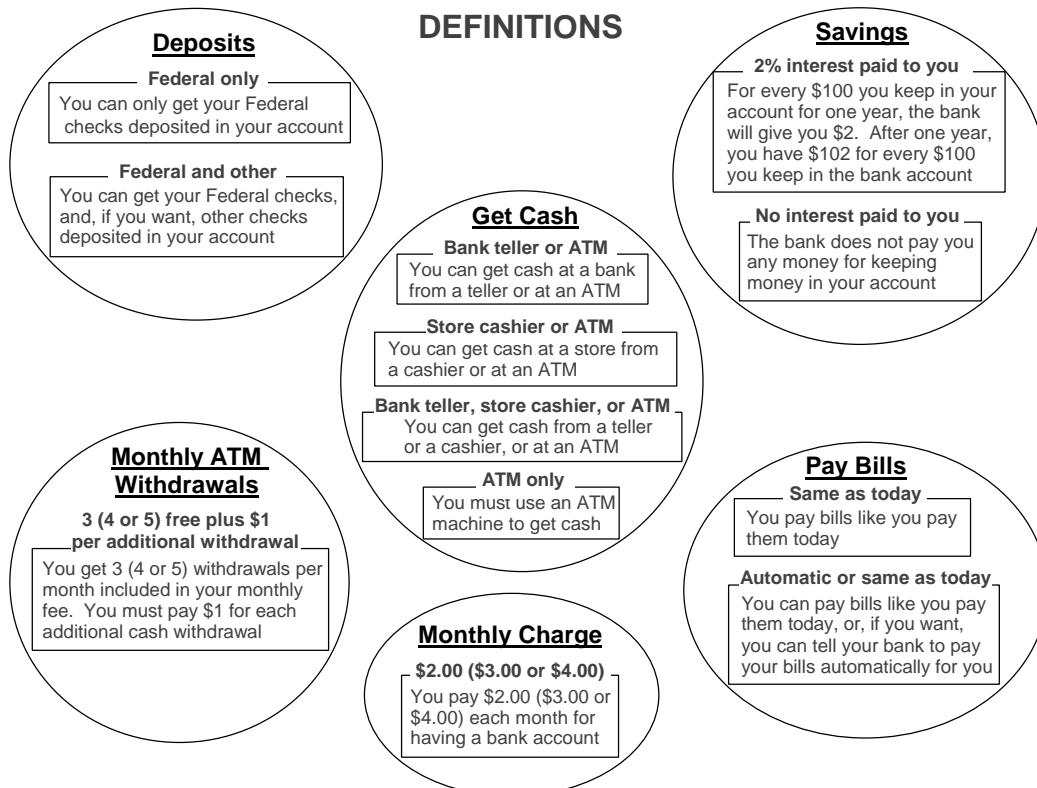 DEFINITIONS
Deposits
Federal only
You can only get your Federal
checks deposited in your account
Federal and other
You can get your Federal checks,
and, if you want, other checks
deposited in your account
Savings
2% interest paid to you
For every $100 you keep in your
account for one year, the bank
will give you $2. After one year,
you have $102 for every $100
you keep in the bank account
No interest paid to you
The bank does not pay you
any money for keeping
money in your account
Get Cash
Bank teller or ATM
You can get cash at a bank
from a teller or at an ATM
Store cashier or ATM
You can get cash at a store from
a cashier or at an ATM
Bank teller, store cashier, or ATM
You can get cash from a teller
or a cashier, or at an ATM
ATM only
You must use an ATM
machine to get cash
Monthly ATM
Withdrawals
3 (4 or 5) free plus $1
per additional withdrawal
You get 3 (4 or 5) withdrawals per
month included in your monthly
fee. You must pay $1 for each
additional cash withdrawal
Monthly Charge
$2.00 ($3.00 or $4.00)
You pay $2.00 ($3.00 or
$4.00) each month for
having a bank account
Pay Bills
Same as today
You pay bills like you pay
them today
Automatic or same as today
You can pay bills like you pay
them today, or, if you want,
you can tell your bank to pay
your bills automatically for you